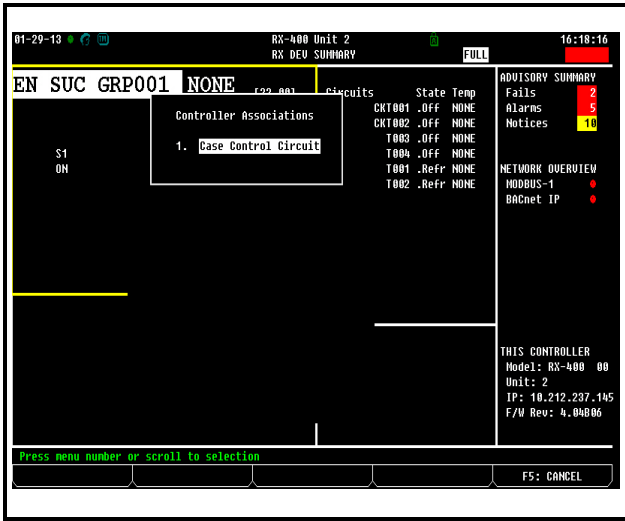 01-29-13 RX-400 Unit 2 16:18:16
RX DEV SUMMARY FULL
EN SUC GRP001 NONE
Circuits State Temp
CKT001 .Off NONE
CKT002 .Off NONE
T003 .Off NONE
T004 .Off NONE
T001 .Refr NONE
T002 .Refr NONE
S1
ON
Controller Associations
1. Case Control Circuit
ADVISORY SUMMARY
Fails 2
Alarms 5
Notices 10
NETWORK OVERVIEW
MODBUS-1
BACnet IP
THIS CONTROLLER
Model: RX-400 00
Unit: 2
IP: 10.212.237.145
F/W Rev: 4.04B06
Press menu number or scroll to selection
F5: CANCEL